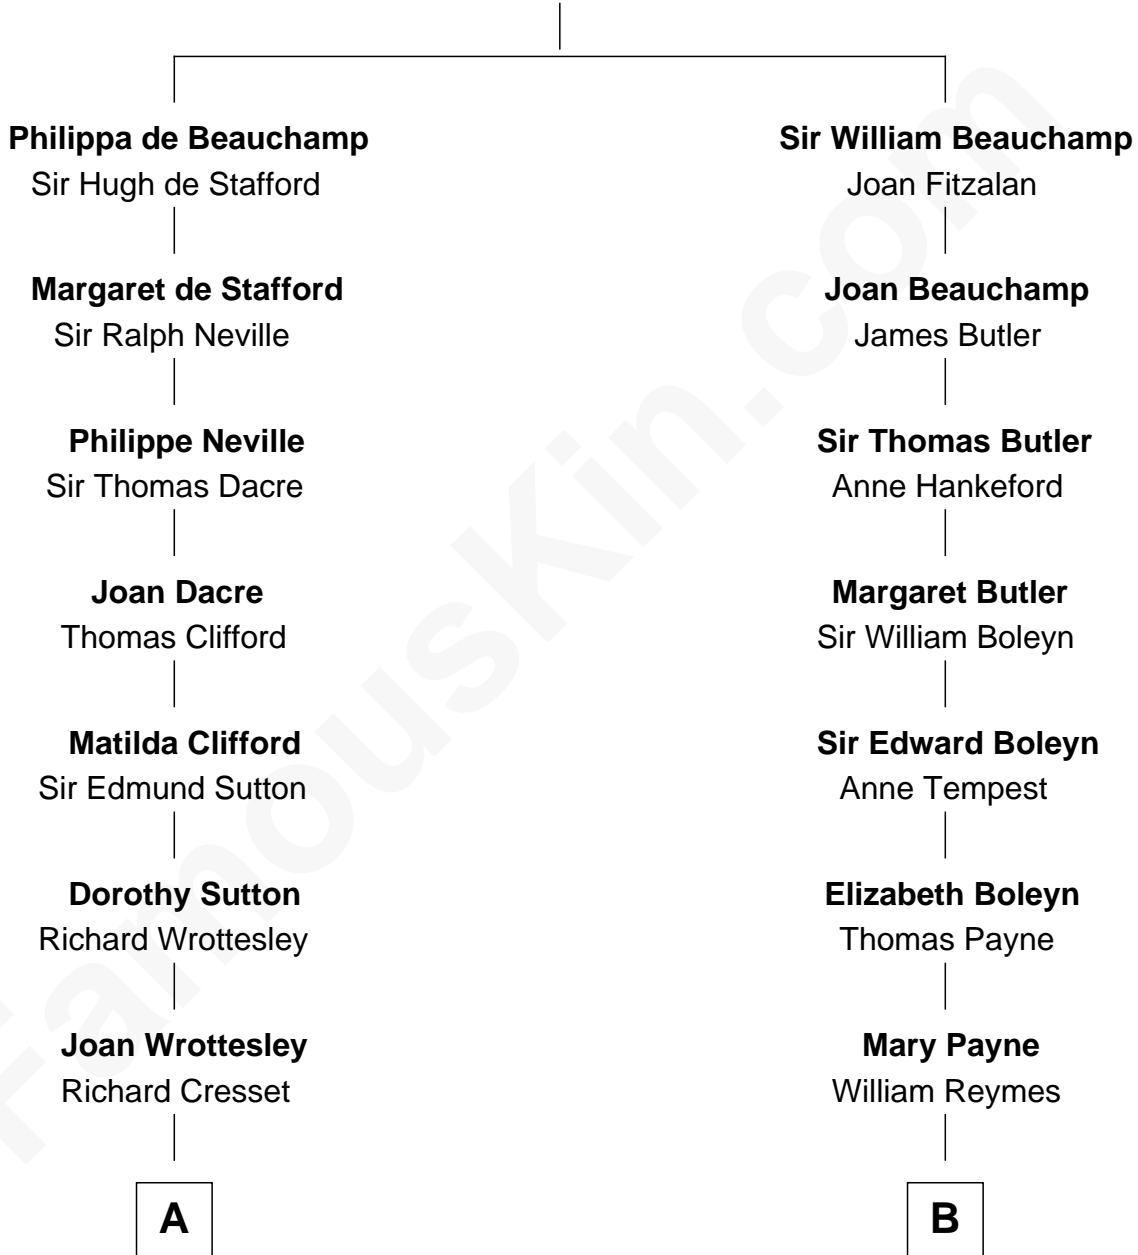 Philippa de Beauchamp
Sir Hugh de Stafford
Margaret de Stafford
Sir Ralph Neville
Philippe Neville
Sir Thomas Dacre
Joan Dacre
Thomas Clifford
Matilda Clifford
Sir Edmund Sutton
Dorothy Sutton
Richard Wrottesley
Joan Wrottesley
Richard Cresset
A
Sir William Beauchamp
Joan Fitzalan
Joan Beauchamp
James Butler
Sir Thomas Butler
Anne Hankeford
Margaret Butler
Sir William Boleyn
Sir Edward Boleyn
Anne Tempest
Elizabeth Boleyn
Thomas Payne
Mary Payne
William Reymes
B
FamousKin.com